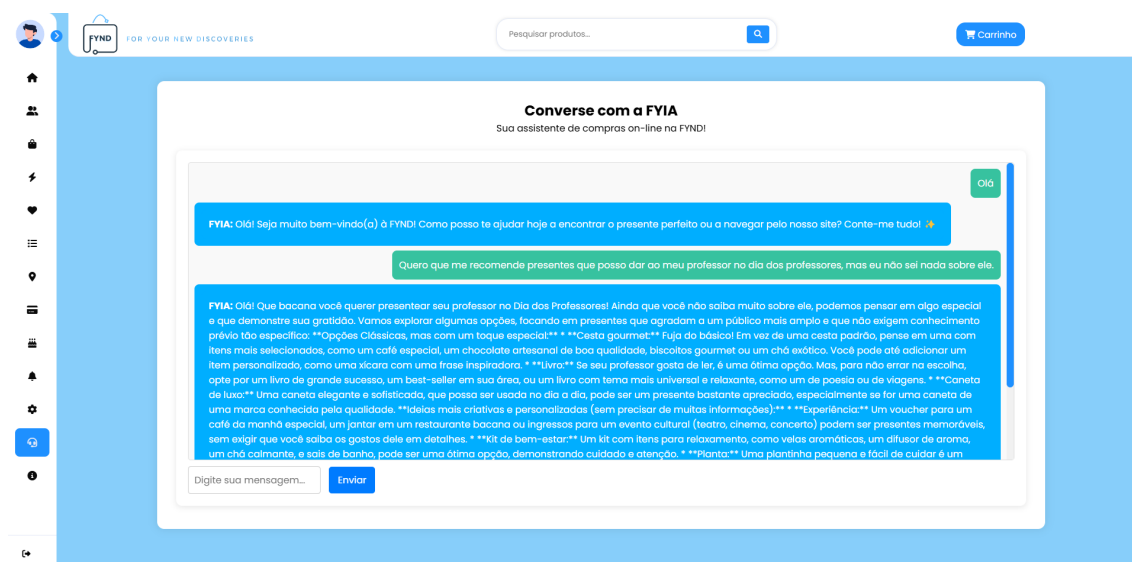 FYND
FOR YOUR NEW DISCOVERIES
Pesquisar produtos...
Carrinho
Converse com a FYIA
Sua assistente de compras on-line na FYND!
Olá
FYIA: Olá! Seja muito bem-vindo(a) à FYND! Como posso te ajudar hoje a encontrar o presente perfeito ou a navegar pelo nosso site? Conte-me tudo! ✨
Quero que me recomende presentes que posso dar ao meu professor no dia dos professores, mas eu não sei nada sobre ele.
FYIA: Olá! Que bacana você querer presentear seu professor no Dia dos Professores! Ainda que você não saiba muito sobre ele, podemos pensar em algo especial
e que demonstre sua gratidão. Vamos explorar algumas opções, focando em presentes que agradam a um público mais amplo e que não exigem conhecimento
prévio tão específico: **Opções Clássicas, mas com um toque especial:** * **Cesta gourmet:** Fuja do básico! Em vez de uma cesta padrão, pense em uma com
itens mais selecionados, como um café especial, um chocolate artesanal de boa qualidade, biscoitos gourmet ou um chá exótico. Você pode até adicionar um
item personalizado, como uma xícara com uma frase inspiradora. * **Livro:** Se seu professor gosta de ler, é uma ótima opção. Mas, para não errar na escolha,
opte por um livro de grande sucesso, um best-seller em sua área, ou um livro com tema mais universal e relaxante, como um de poesia ou de viagens. * **Caneta
de luxo:** Uma caneta elegante e sofisticada, que possa ser usada no dia a dia, pode ser um presente bastante apreciado, especialmente se for uma caneta de
uma marca conhecida pela qualidade. **Ideias mais criativas e personalizadas (sem precisar de muitas informações):** * **Experiência:** Um voucher para um
café da manhã especial, um jantar em um restaurante bacana ou ingressos para um evento cultural (teatro, cinema, concerto) podem ser presentes memoráveis,
sem exigir que você saiba os gostos dele em detalhes. * **Kit de bem-estar:** Um kit com itens para relaxamento, como velas aromáticas, um difusor de aroma,
um chá calmante, e sais de banho, pode ser uma ótima opção, demonstrando cuidado e atenção. * **Planta:** Uma plantinha pequena e fácil de cuidar é um
Digite sua mensagem...
Enviar